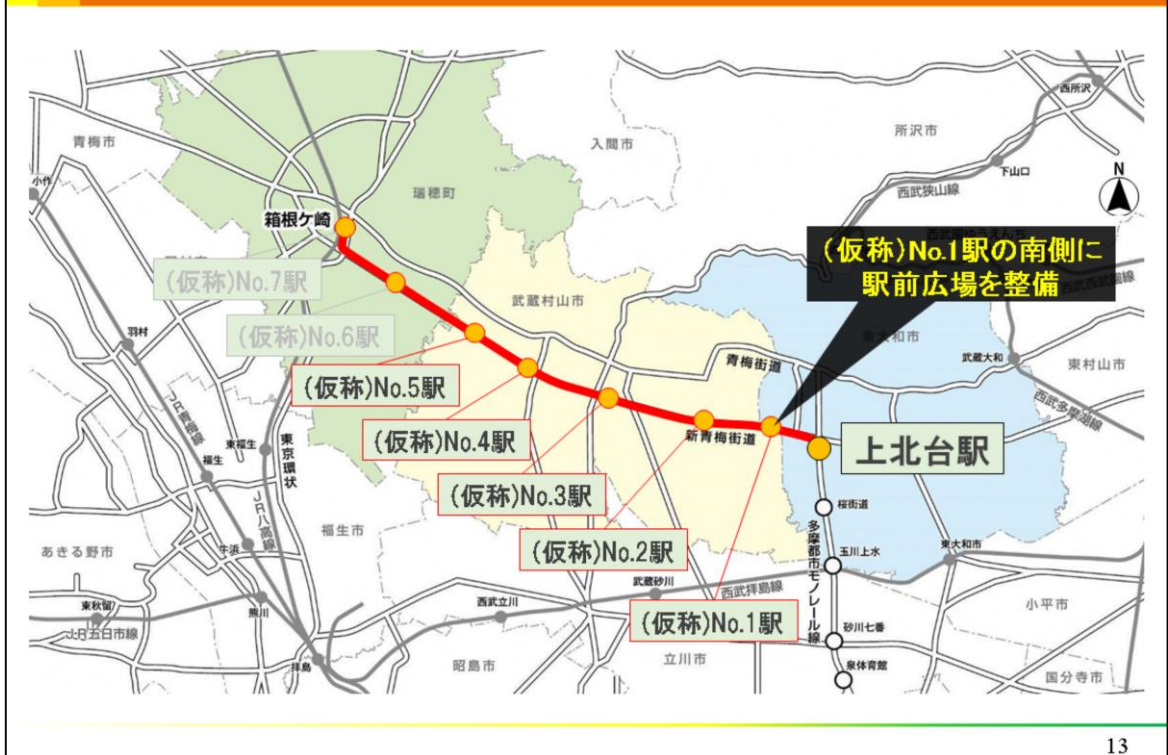 西所沢
青梅市
入間市
所沢市
下山口
小作
瑞穂町
西武狭山線
N
箱根ケ崎
(仮称)No.1駅の南側に
駅前広場を整備
(仮称)No.7駅
武蔵村山市
(仮称)No.6駅
羽村
青梅街道
武蔵大和
東村山市
(仮称)No.5駅
西武多摩湖線
JR青梅線
東福生
東京環状
(仮称)No.4駅
新青梅街道
上北台駅
福生
(仮称)No.3駅
桜街道
JR八高線
福生市
あきる野市
牛浜
(仮称)No.2駅
多摩都市モノレール線
玉川上水
東大和市
武蔵砂川
西武拝島線
東秋留
熊川
西武立川
(仮称)No.1駅
小平市
JR五日市線
砂川七番
拝島
昭島市
立川市
泉体育館
国分寺市
13